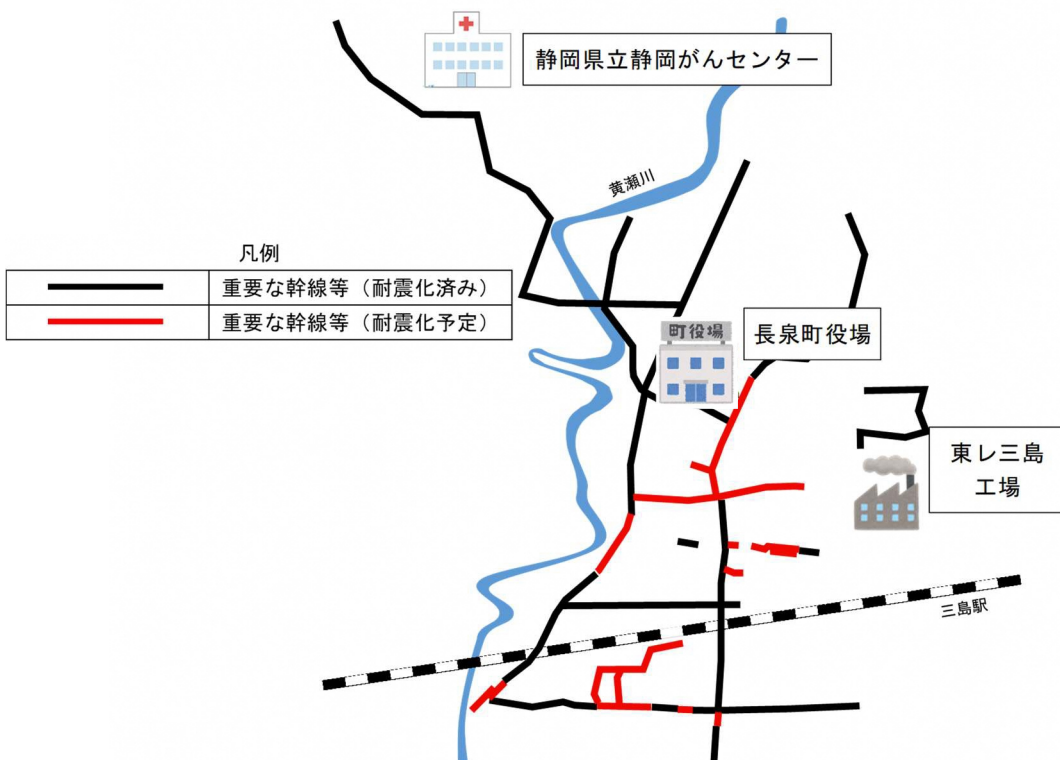 静岡県立静岡がんセンター
黄瀬川
凡例
重要な幹線等（耐震化済み）
重要な幹線等（耐震化予定）
町役場
長泉町役場
東レ三島
工場
三島駅